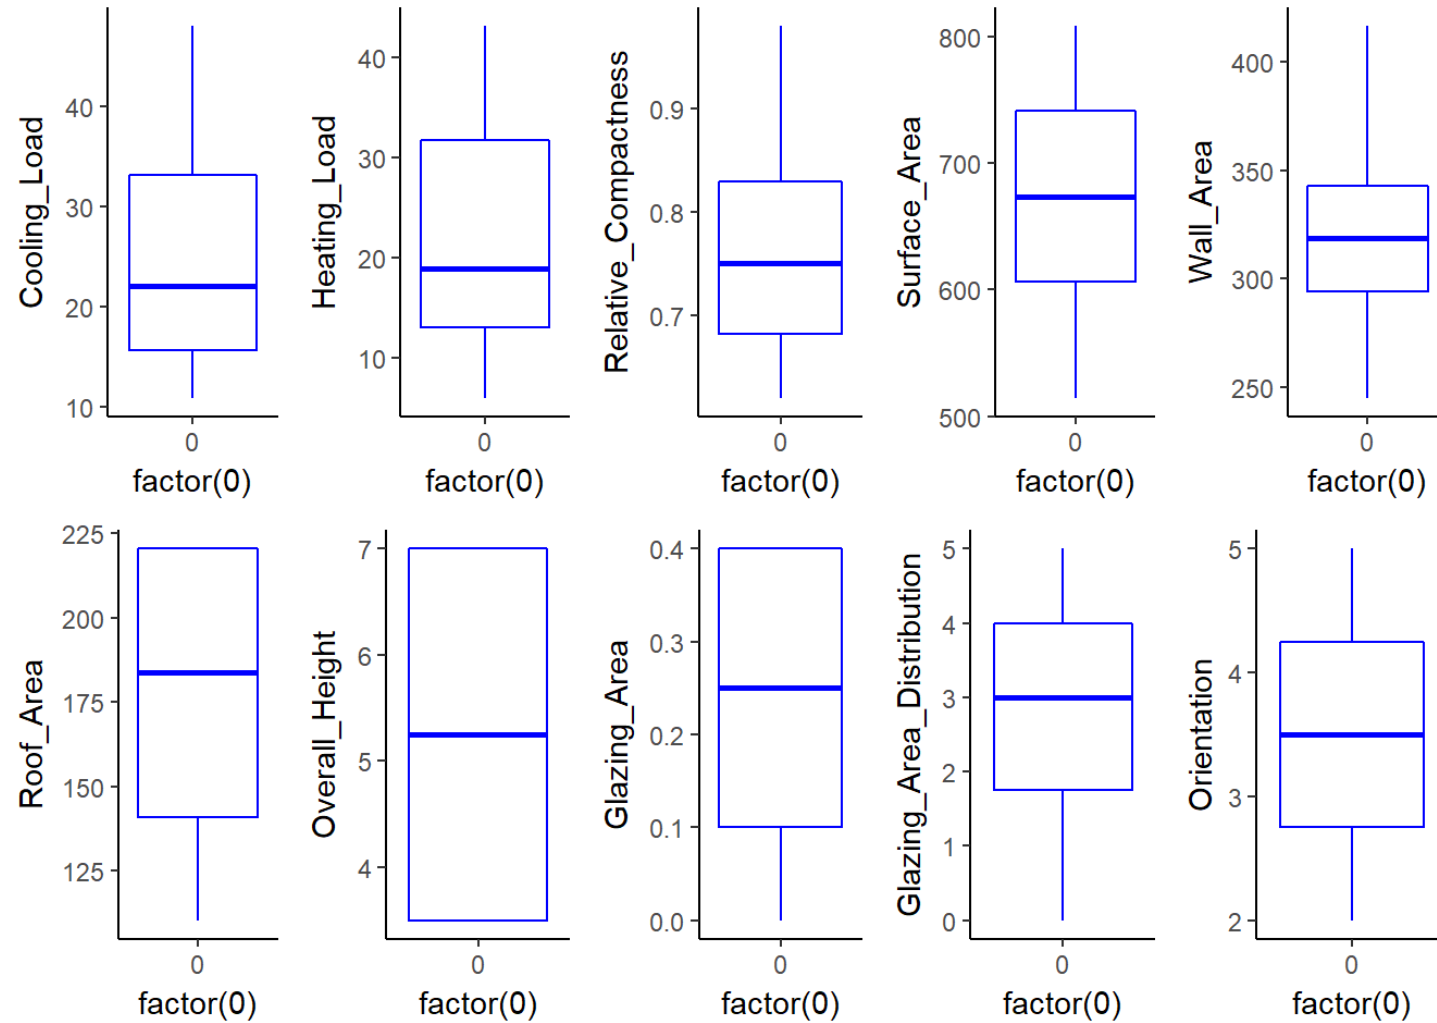 Cooling_Load
40
30
20
10
0
factor(0)
Heating_Load
40
30
20
10
0
factor(0)
Relative_Compactness
0.9
0.8
0.7
0
factor(0)
Surface_Area
800
700
600
500
0
factor(0)
Wall_Area
400
350
300
250
0
factor(0)
Roof_Area
225
200
175
150
125
0
factor(0)
Overall_Height
7
6
5
4
0
factor(0)
Glazing_Area
0.4
0.3
0.2
0.1
0.0
0
factor(0)
Glazing_Area_Distribution
5
4
3
2
1
0
0
factor(0)
Orientation
5
4
3
2
0
factor(0)